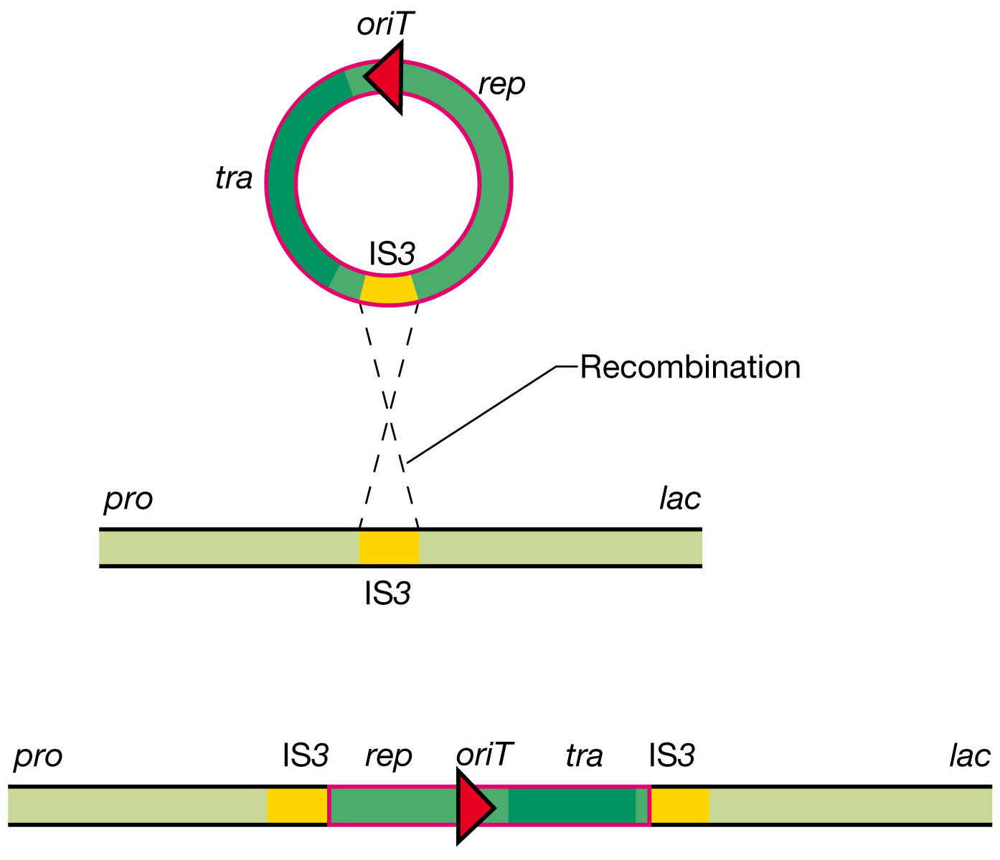 oriT
rep
tra
IS3
Recombination
pro lac
IS3
pro IS3 rep oriT tra IS3 lac